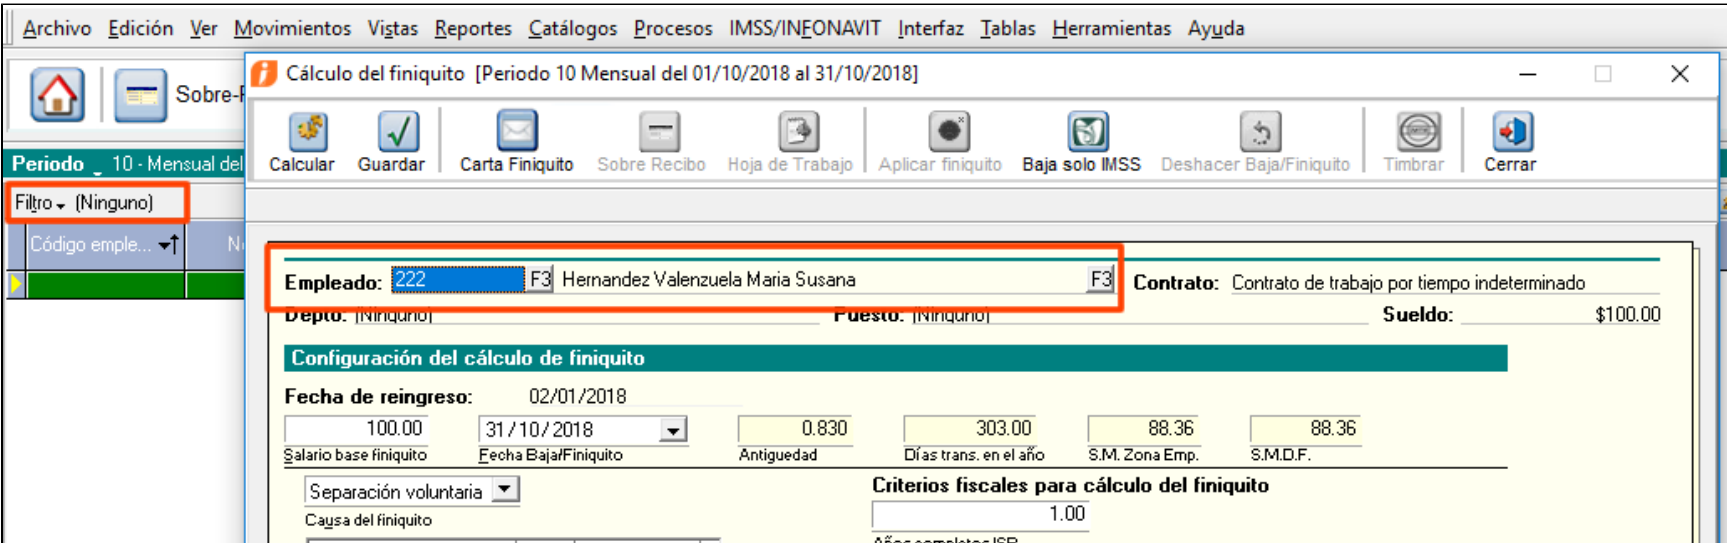 Archivo Edición Ver Movimientos Vistas Reportes Catálogos Procesos IMSS/INFONAVIT Interfaz Tablas Herramientas Ayuda
Cálculo del finiquito [Periodo 10 Mensual del 01/10/2018 al 31/10/2018]
Sobre-
Calcular Guardar Carta Finiquito Sobre Recibo Hoja de Trabajo Aplicar finiquito Baja solo IMSS Deshacer Baja/Finiquito Timbrar Cerrar
Periodo 10 - Mensual del
Filtro (Ninguno)
Código emple...
Empleado: 222 F3 Hernandez Valenzuela Maria Susana F3 Contrato: Contrato de trabajo por tiempo indeterminado
Depto: (Ninguno) Puesto: (Ninguno) Sueldo: $100.00
Configuración del cálculo de finiquito
Fecha de reingreso: 02/01/2018
100.00 31/10/2018 0.830 303.00 88.36 88.36
Salario base finiquito Fecha Baja/Finiquito Antiguedad Días trans. en el año S.M. Zona Emp. S.M.D.F.
Separación voluntaria Criterios fiscales para cálculo del finiquito
1.00
Causa del finiquito
Años completos ISR